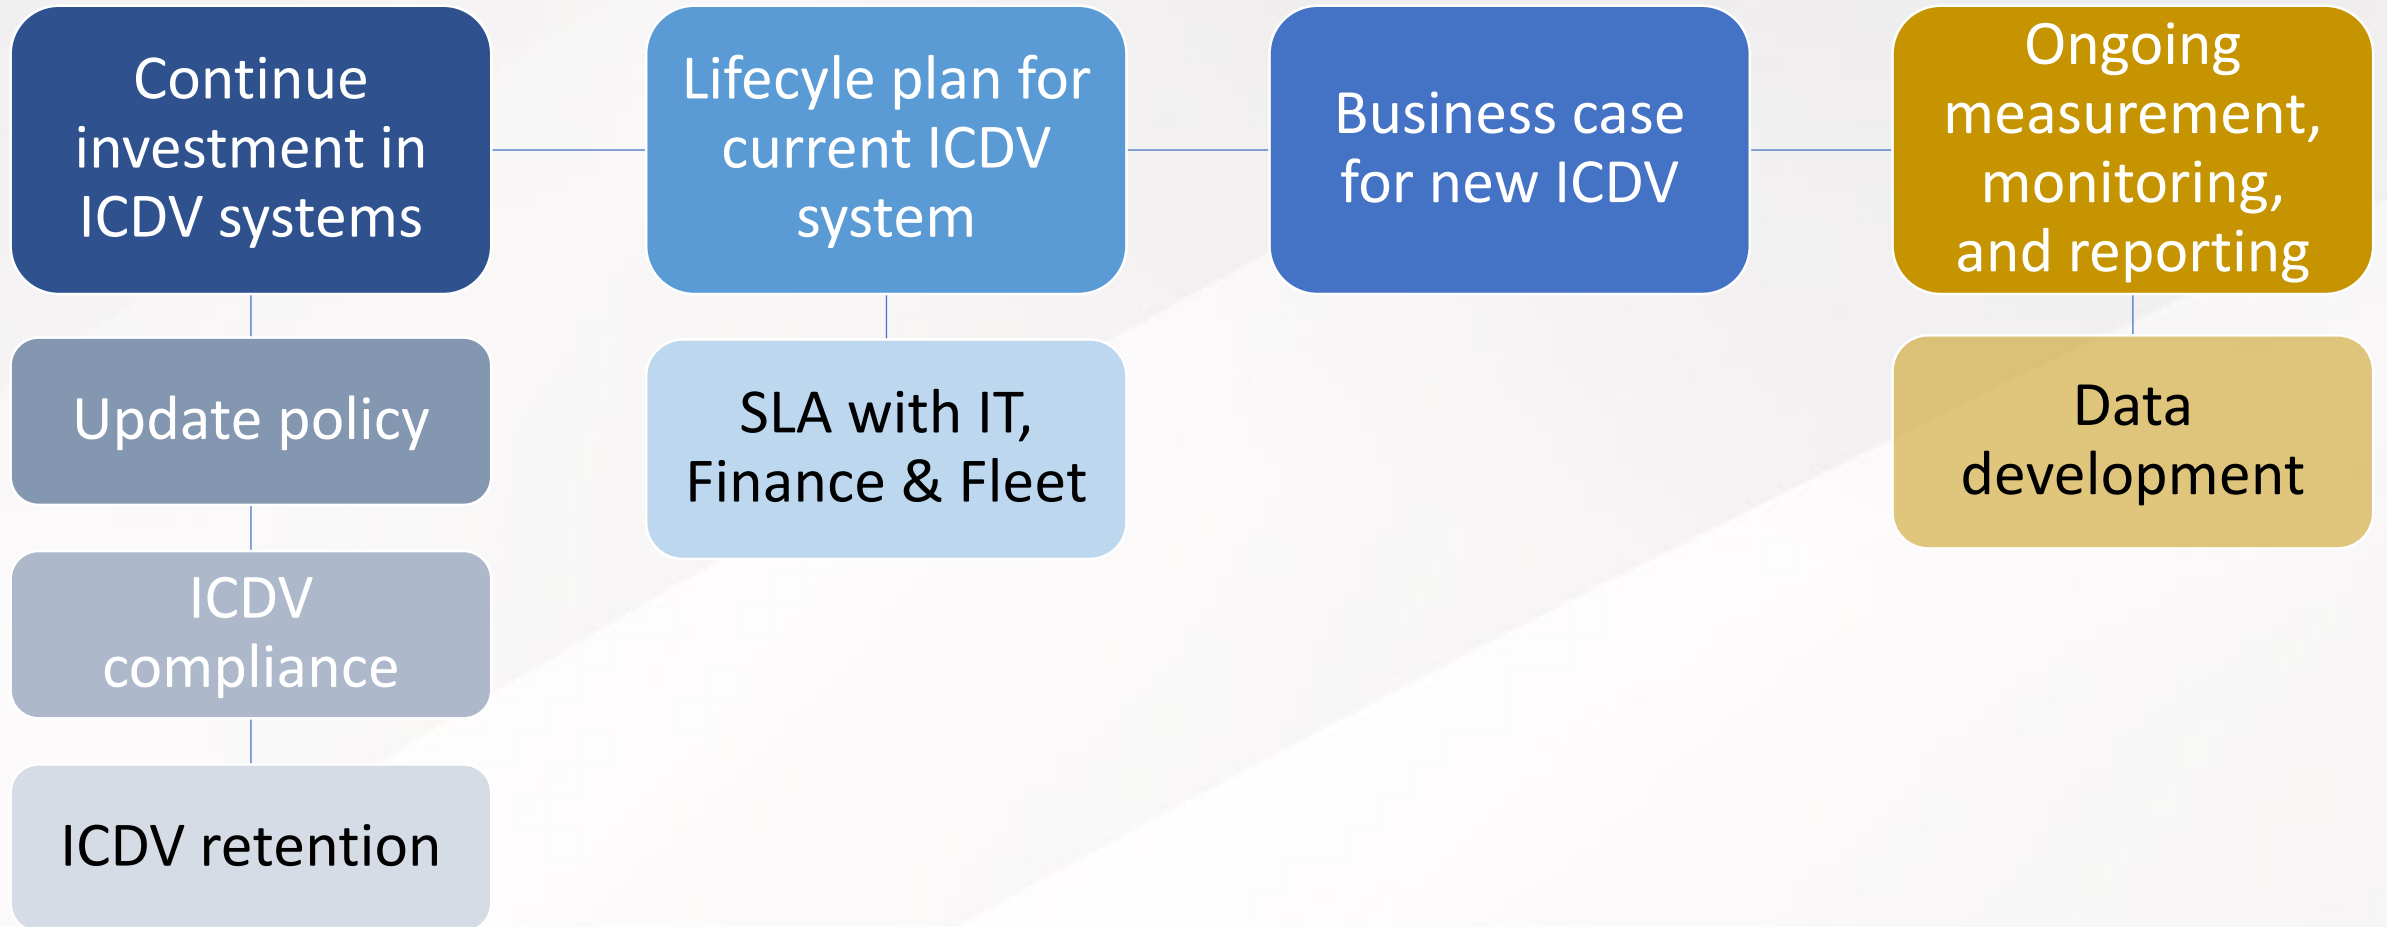 Continue
investment in
ICDV systems
Lifecyle plan for
current ICDV
system
Business case
for new ICDV
Ongoing
measurement,
monitoring,
and reporting
Update policy
SLA with IT,
Finance & Fleet
Data
development
ICDV
compliance
ICDV retention